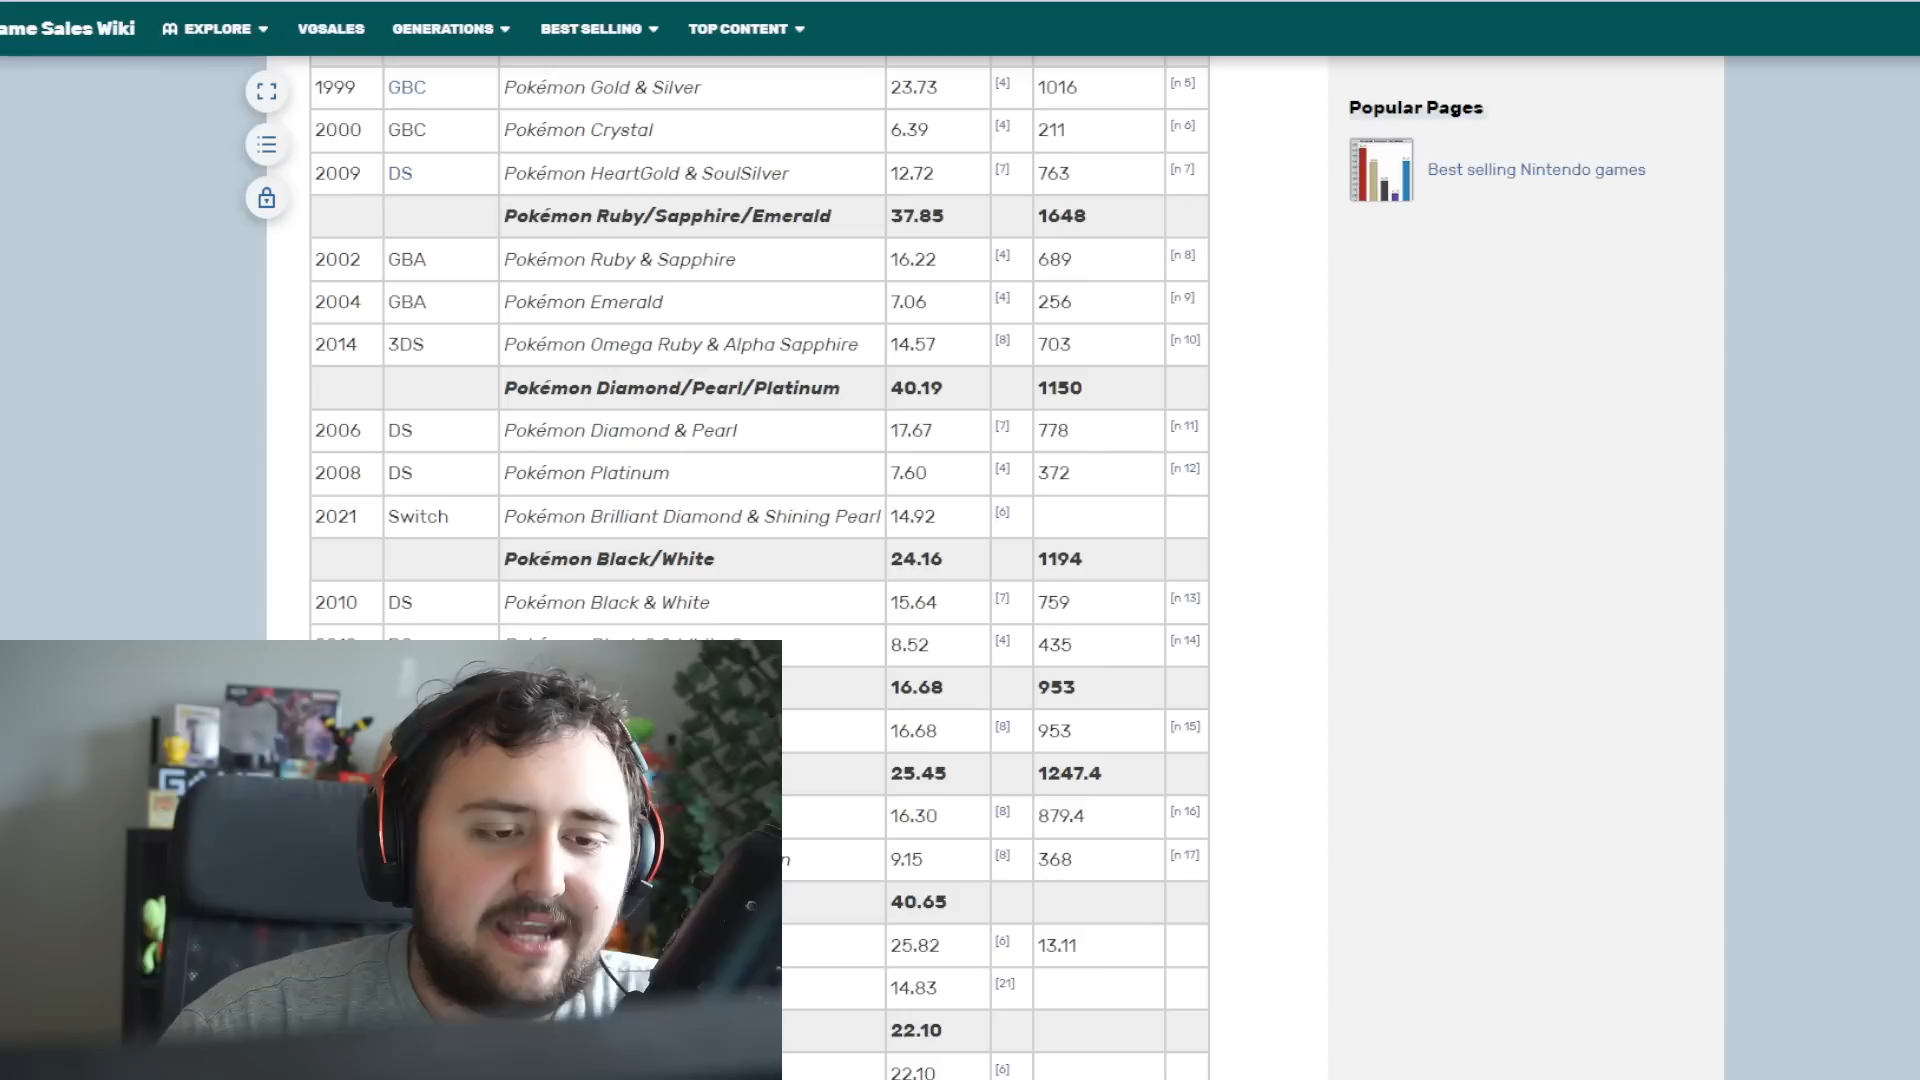 ame Sales Wiki EXPLORE VGSALES GENERATIONS BEST SELLING TOP CONTENT
1999 GBC Pokémon Gold & Silver 23.73 [4] 1016 [n 5]
Popular Pages
2000 GBC Pokémon Crystal 6.39 [4] 211 [n 6]
2009 DS Pokémon HeartGold & SoulSilver 12.72 [7] 763 [n 7]
Best selling Nintendo games
Pokémon Ruby/Sapphire/Emerald 37.85 1648
2002 GBA Pokémon Ruby & Sapphire 16.22 [4] 689 [n 8]
2004 GBA Pokémon Emerald 7.06 [4] 256 [n 9]
2014 3DS Pokémon Omega Ruby & Alpha Sapphire 14.57 [8] 703 [n 10]
Pokémon Diamond/Pearl/Platinum 40.19 1150
2006 DS Pokémon Diamond & Pearl 17.67 [7] 778 [n 11]
2008 DS Pokémon Platinum 7.60 [4] 372 [n 12]
2021 Switch Pokémon Brilliant Diamond & Shining Pearl 14.92 [6]
Pokémon Black/White 24.16 1194
2010 DS Pokémon Black & White 15.64 [7] 759 [n 13]
8.52 [4] 435 [n 14]
16.68 953
16.68 [8] 953 [n 15]
25.45 1247.4
16.30 [8] 879.4 [n 16]
n 9.15 [8] 368 [n 17]
40.65
25.82 [6] 13.11
14.83 [21]
22.10
22.10 [6]